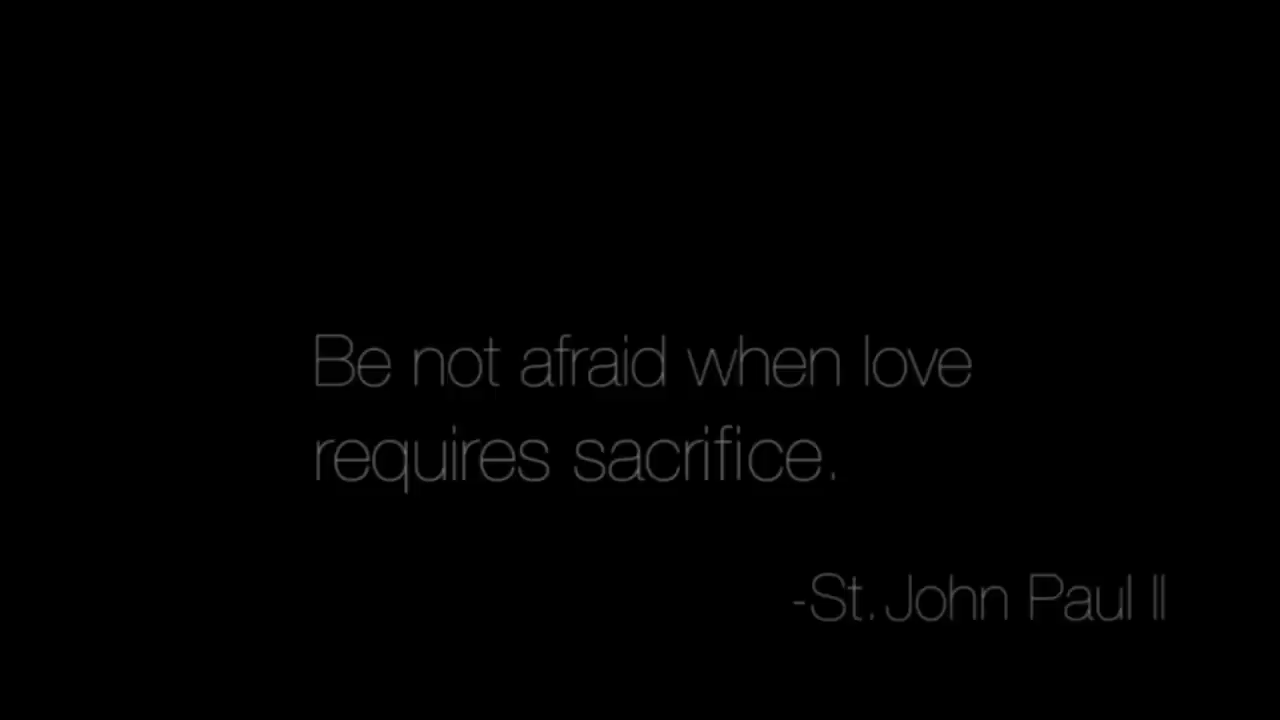 Be not afraid when love
requires sacrifice.
-St. John Paul II